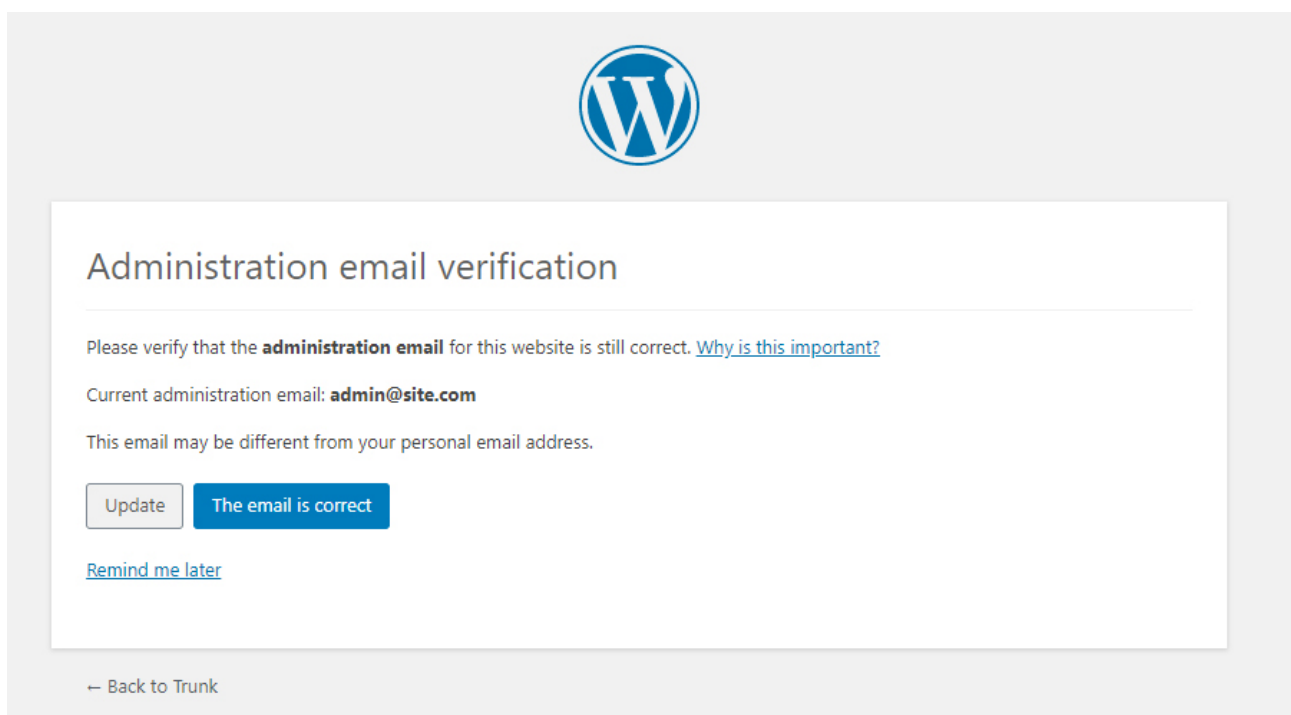 Administration email verification
Please verify that the administration email for this website is still correct. Why is this important?
Current administration email: admin@site.com
This email may be different from your personal email address.
Update The email is correct
Remind me later
← Back to Trunk